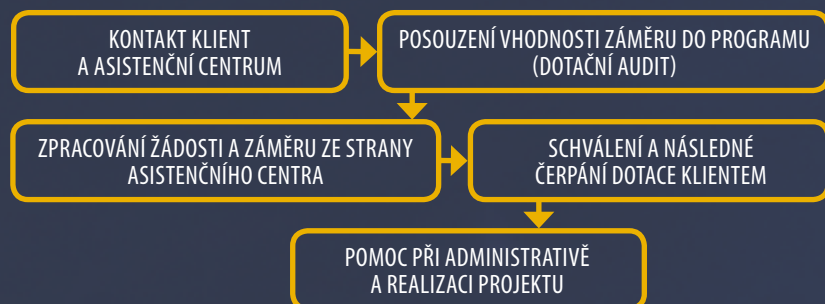 KONTAKT KLIENT
A ASISTENČNÍ CENTRUM
POSOUZENÍ VHODNOSTI ZÁMĚRU DO PROGRAMU
(DOTAČNÍ AUDIT)
ZPRACOVÁNÍ ŽÁDOSTI A ZÁMĚRU ZE STRANY
ASISTENČNÍHO CENTRA
SCHVÁLENÍ A NÁSLEDNÉ
ČERPÁNÍ DOTACE KLIENTEM
POMOC PŘI ADMINISTRATIVĚ
A REALIZACI PROJEKTU